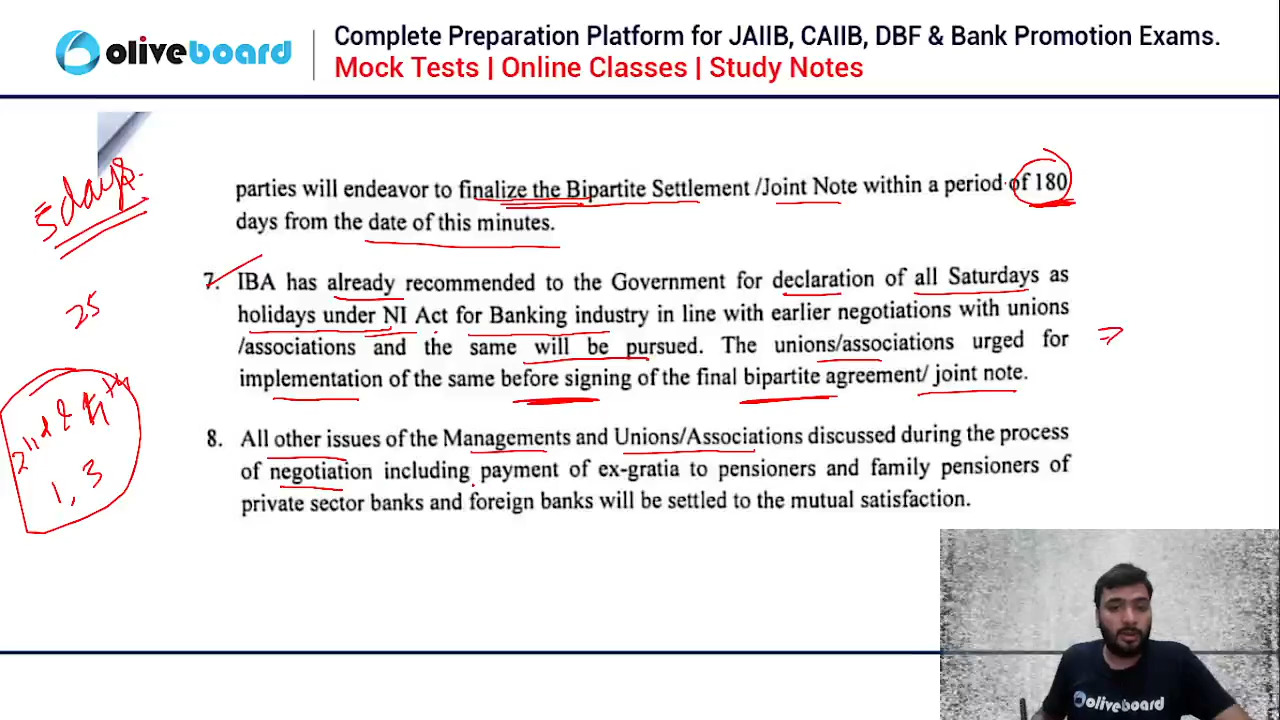 oliveboard
Complete Preparation Platform for JAIIB, CAIIB, DBF & Bank Promotion Exams.
Mock Tests | Online Classes | Study Notes
5 days.
parties will endeavor to finalize the Bipartite Settlement /Joint Note within a period of 180
days from the date of this minutes.
7. IBA has already recommended to the Government for declaration of all Saturdays as
holidays under NI Act for Banking industry in line with earlier negotiations with unions
/associations and the same will be pursued. The unions/associations urged for
implementation of the same before signing of the final bipartite agreement/ joint note.
25
2nd & 4th
1, 3
8. All other issues of the Managements and Unions/Associations discussed during the process
of negotiation including payment of ex-gratia to pensioners and family pensioners of
private sector banks and foreign banks will be settled to the mutual satisfaction.
oliveboard